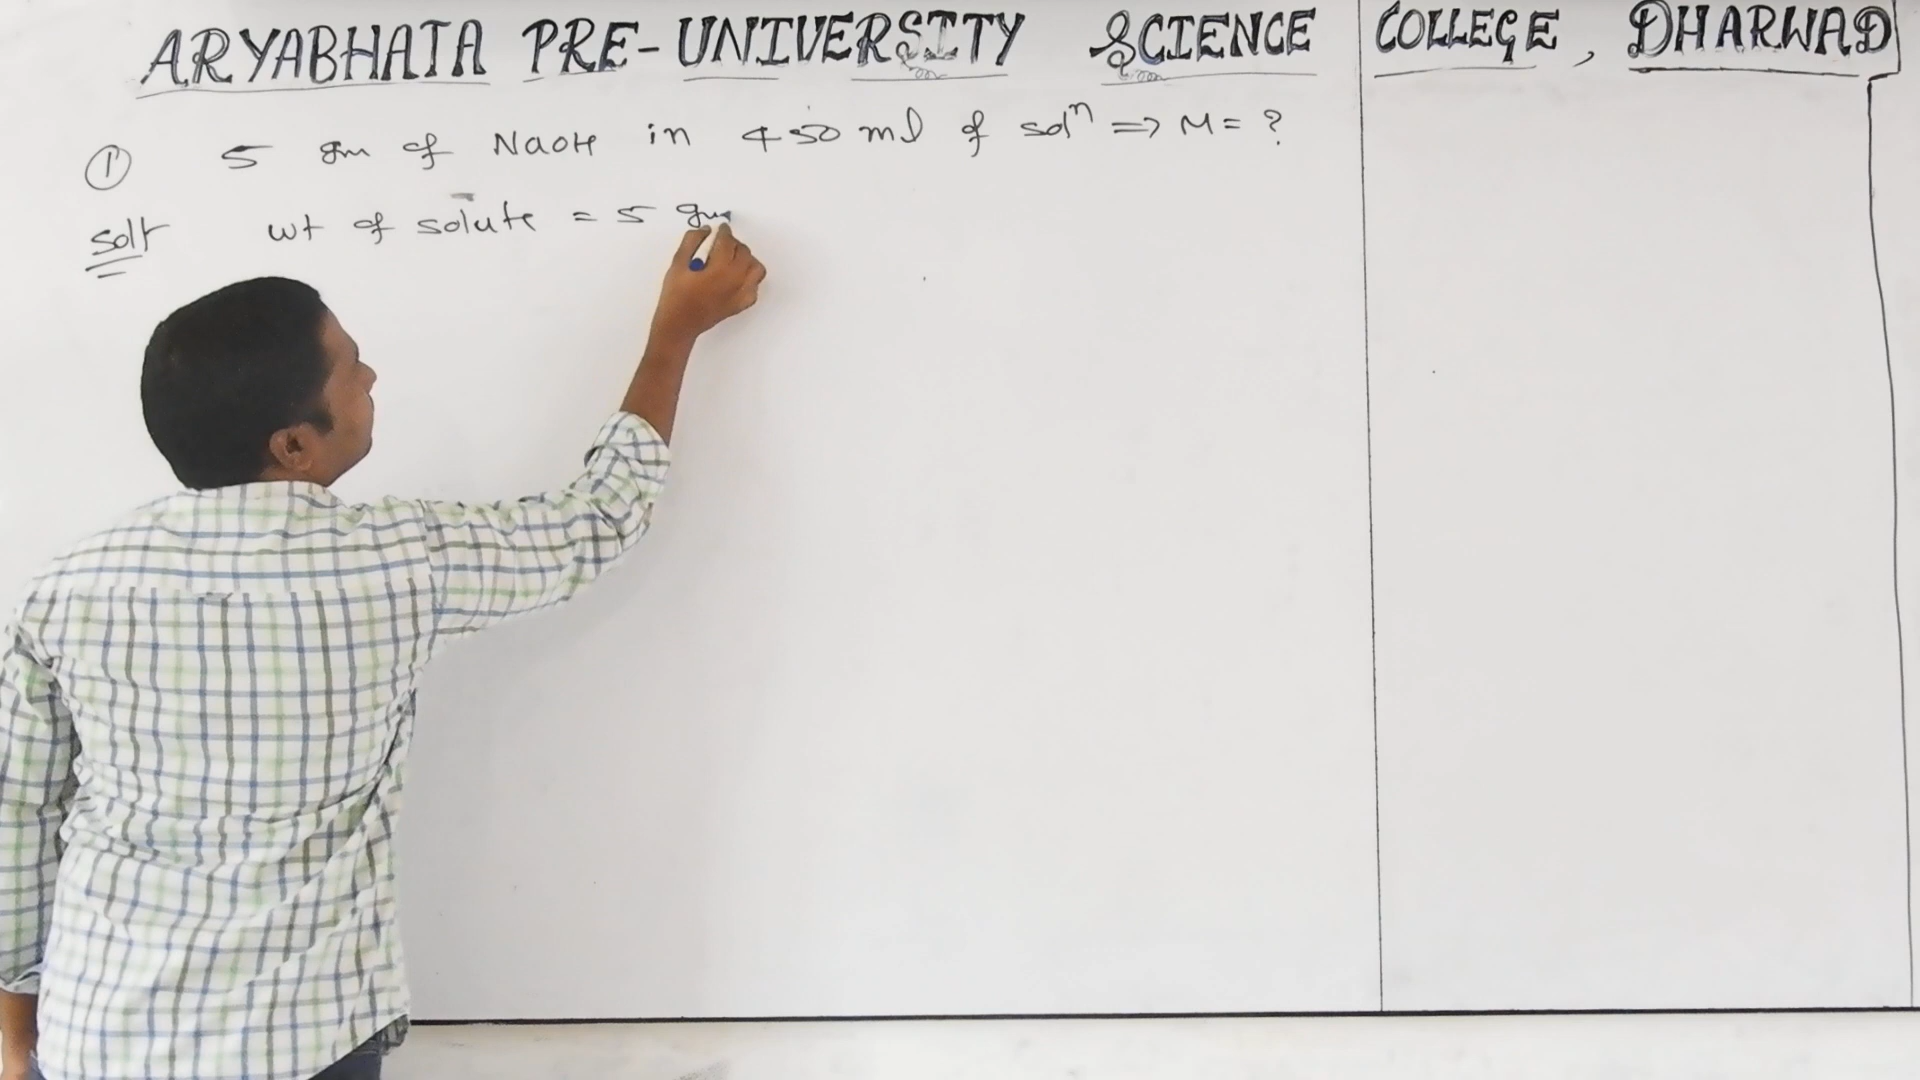 ARYABHATA PRE-UNIVERSITY SCIENCE COLLEGE, DHARWAD
① 5 gm of NaOH in 450 ml of solⁿ ⇒ M = ?
solⁿ wt of solute = 5 gm